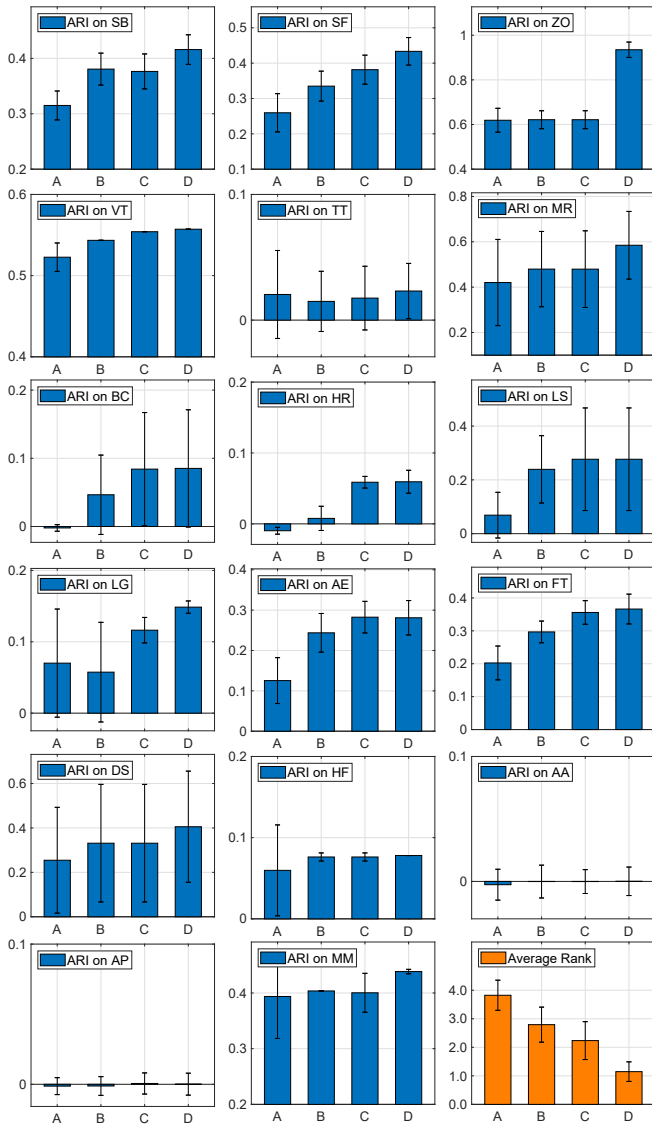 ARI on SB
0.4
0.3
0.2
A B C D
ARI on SF
0.5
0.4
0.3
0.2
0.1
A B C D
ARI on ZO
1
0.8
0.6
0.4
A B C D
ARI on VT
0.6
0.5
0.4
A B C D
ARI on TT
0.1
0
A B C D
ARI on MR
0.8
0.6
0.4
0.2
A B C D
ARI on BC
0.2
0.1
0
A B C D
ARI on HR
0.2
0.1
0
A B C D
ARI on LS
0.4
0.2
0
A B C D
ARI on LG
0.2
0.1
0
A B C D
ARI on AE
0.4
0.3
0.2
0.1
0
A B C D
ARI on FT
0.4
0.3
0.2
0.1
0
A B C D
ARI on DS
0.6
0.4
0.2
0
A B C D
ARI on HF
0.2
0.1
0
A B C D
ARI on AA
0.1
0
A B C D
ARI on AP
0.1
0
A B C D
ARI on MM
0.4
0.3
0.2
A B C D
Average Rank
4.0
3.0
2.0
1.0
0.0
A B C D